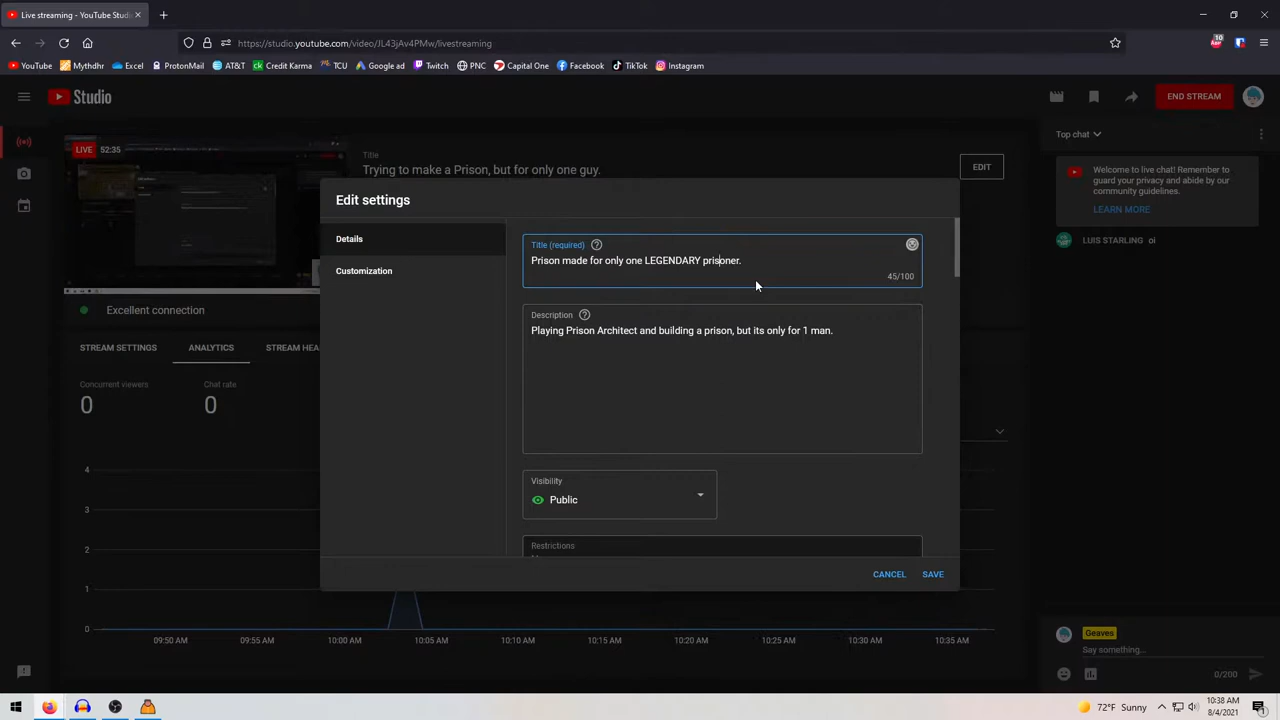 Live streaming - YouTube Studi
https://studio.youtube.com/video/JL43jAv4PMw/livestreaming
10
YouTube Mythdhr Excel ProtonMail AT&T Credit Karma TCU Google ad Twitch PNC Capital One Facebook TikTok Instagram
Studio
END STREAM
LIVE 52:35
Title
Trying to make a Prison, but for only one guy.
EDIT
Top chat
Welcome to live chat! Remember to
guard your privacy and abide by our
community guidelines.
LEARN MORE
LUIS STARLING oi
Edit settings
Details
Customization
Title (required)
Prison made for only one LEGENDARY prisoner.
45/100
Description
Playing Prison Architect and building a prison, but its only for 1 man.
Visibility
Public
Restrictions
CANCEL SAVE
Excellent connection
STREAM SETTINGS ANALYTICS STREAM HEA
Concurrent viewers
0
Chat rate
0
4
3
2
1
0
09:50 AM 09:55 AM 10:00 AM 10:05 AM 10:10 AM 10:15 AM 10:20 AM 10:25 AM 10:30 AM 10:35 AM
Geaves
Say something...
0/200
72°F Sunny
10:38 AM
8/4/2021